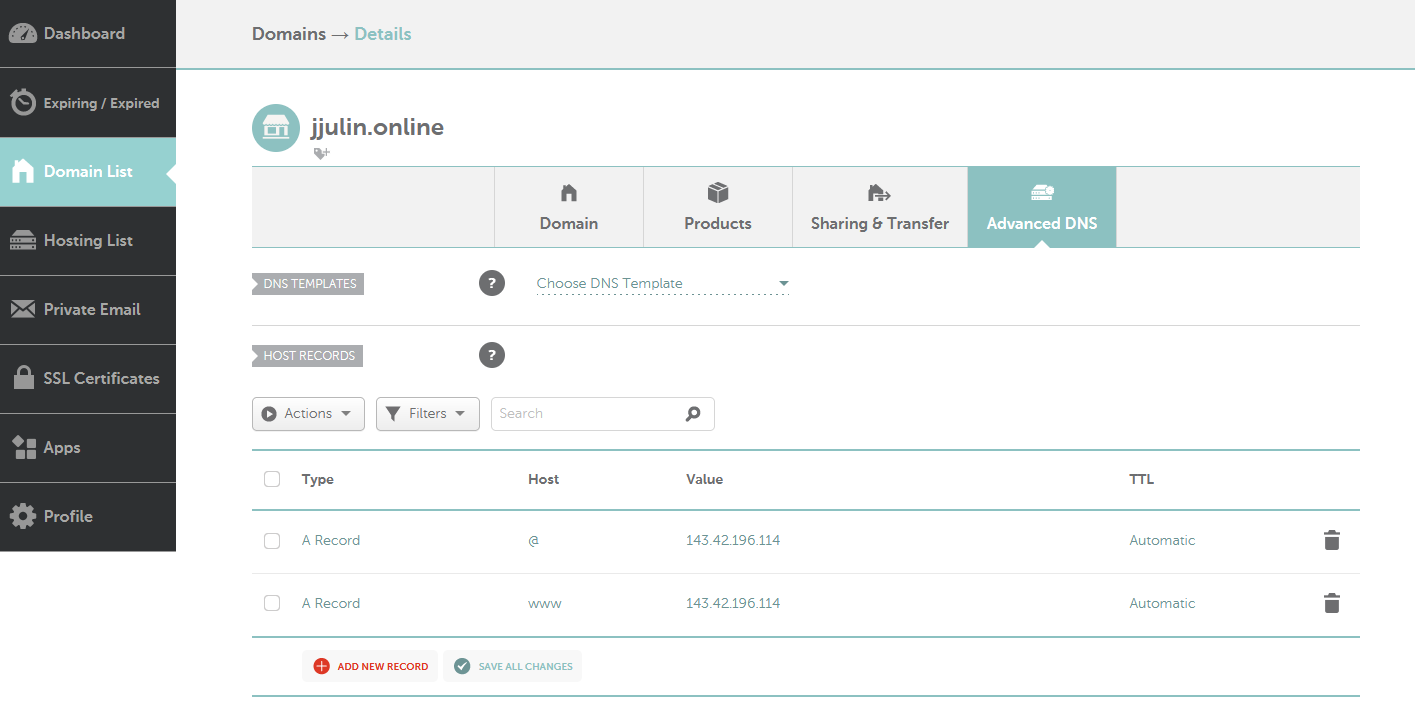 Dashboard
Expiring / Expired
Domain List
Hosting List
Private Email
SSL Certificates
Apps
Profile
Domains → Details
jjulin.online
Domain
Products
Sharing & Transfer
Advanced DNS
DNS TEMPLATES ? Choose DNS Template
HOST RECORDS ?
Actions Filters Search
Type Host Value TTL
A Record @ 143.42.196.114 Automatic
A Record www 143.42.196.114 Automatic
ADD NEW RECORD SAVE ALL CHANGES